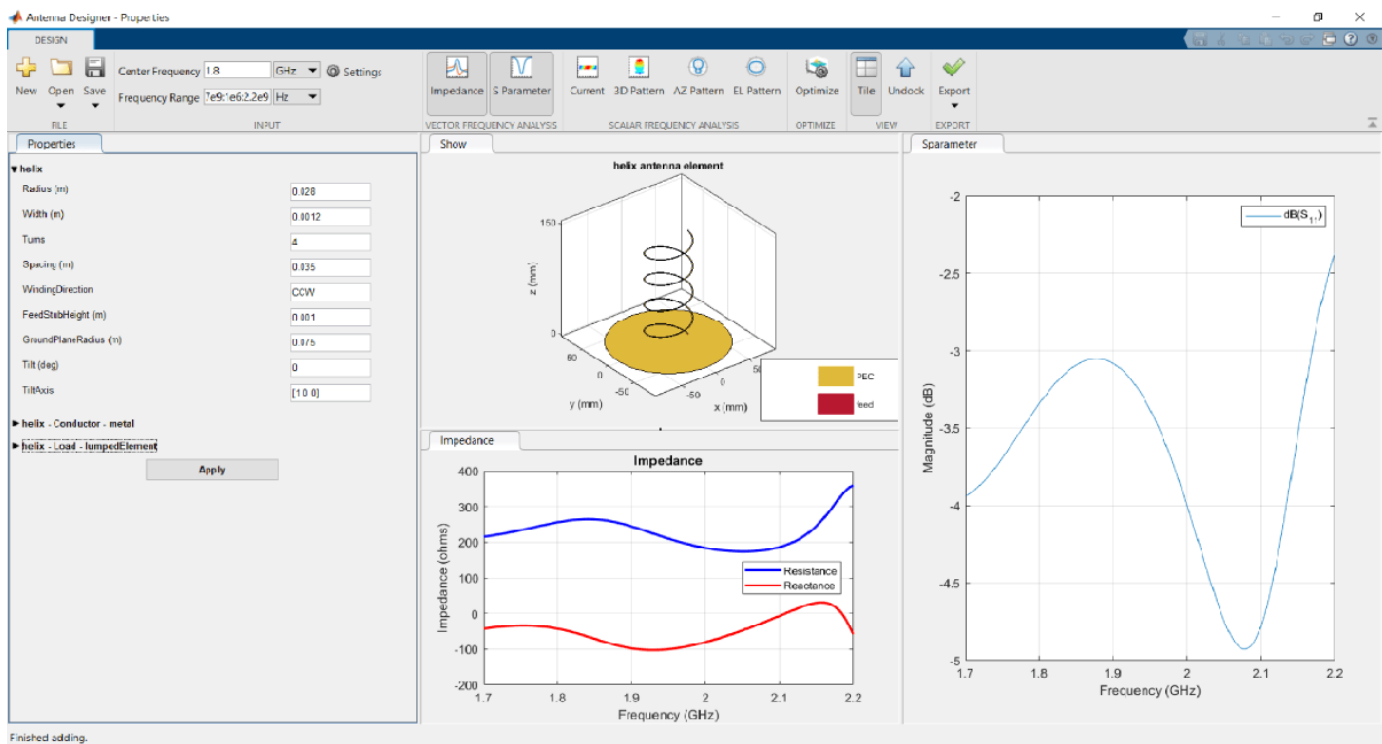 Antenna Designer - Properties
DESIGN
New Open Save
FILE
Center Frequency 1.8 GHz Settings
Frequency Range 7e9:1e6:2.2e9 Hz
INPUT
Impedance S Parameter
VECTOR FREQUENCY ANALYSIS
Current 3D Pattern AZ Pattern EL Pattern
SCALAR FREQUENCY ANALYSIS
Optimize
OPTIMIZE
Tile Undock
VIEW
Export
EXPORT
Properties
helix
Radius (m) 0.028
Width (m) 0.0012
Turns 4
Spacing (m) 0.035
WindingDirection CCW
FeedStubHeight (m) 0.001
GroundPlaneRadius (m) 0.075
Tilt (deg) 0
TiltAxis [1 0 0]
helix - Conductor - metal
helix - Load - lumpedElement
Apply
Show
helix antenna element
150
z (mm)
0
50
0
-50
y (mm)
-50
0
50
x (mm)
PEC
feed
Impedance
Impedance
400
300
200
100
0
-100
-200
Impedance (ohms)
Resistance
Reactance
1.7 1.8 1.9 2 2.1 2.2
Frequency (GHz)
Sparameter
dB(S11)
-2
-2.5
-3
-3.5
-4
-4.5
-5
Magnitude (dB)
1.7 1.8 1.9 2 2.1 2.2
Frequency (GHz)
Finished adding.